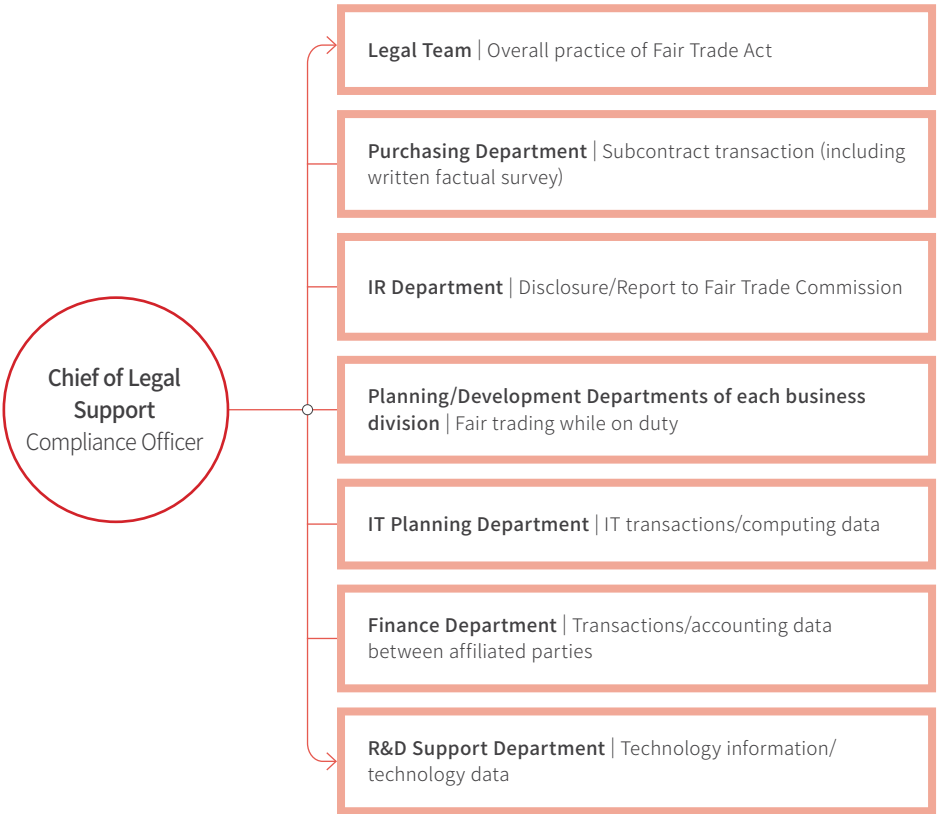 Legal Team | Overall practice of Fair Trade Act
Purchasing Department | Subcontract transaction (including
written factual survey)
IR Department | Disclosure/Report to Fair Trade Commission
Chief of Legal
Support
Compliance Officer
Planning/Development Departments of each business
division | Fair trading while on duty
IT Planning Department | IT transactions/computing data
Finance Department | Transactions/accounting data
between affiliated parties
R&D Support Department | Technology information/
technology data